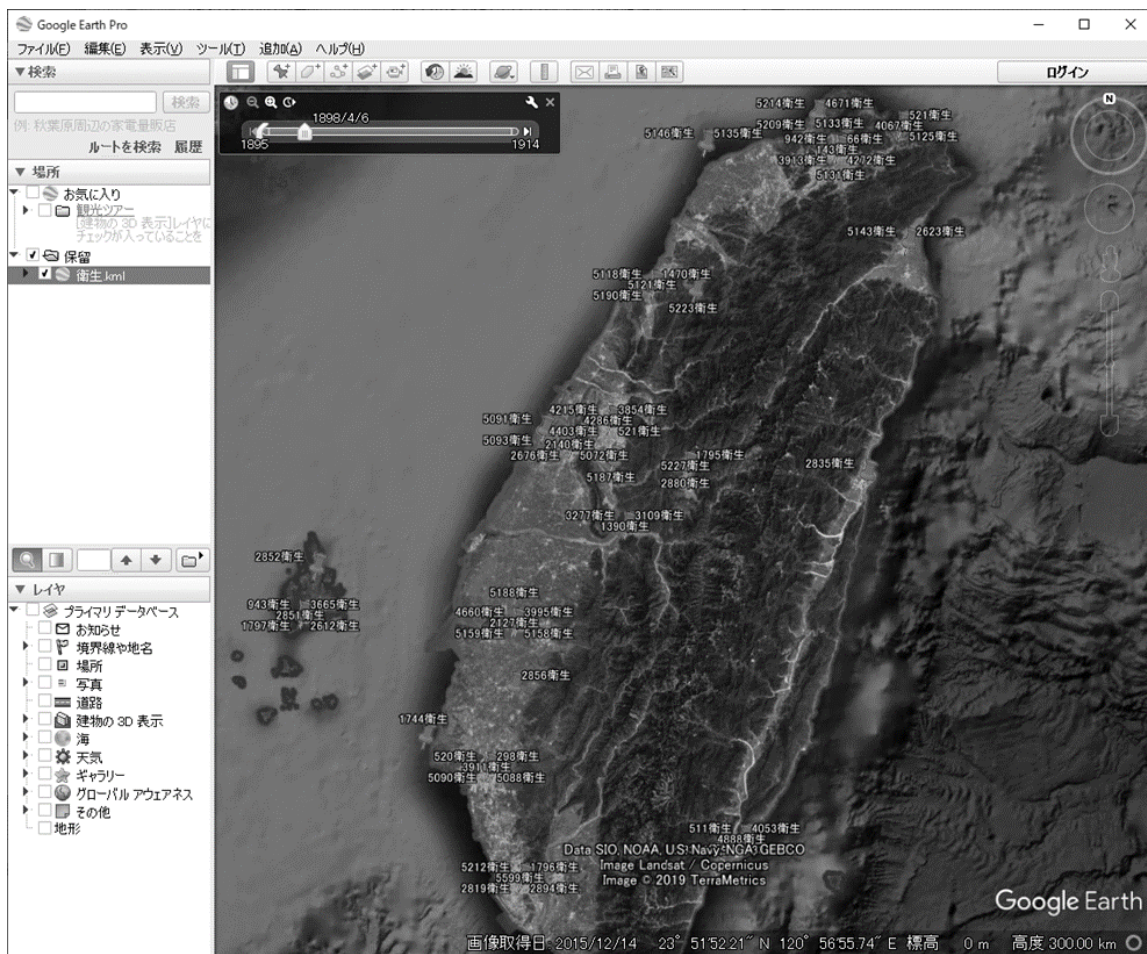 Google Earth Pro
ファイル(F) 編集(E) 表示(V) ツール(T) 追加(A) ヘルプ(H)
▼検索
ログイン
検索
例: 秋葉原周辺の家電量販店
ルートを検索 履歴
▼ 場所
お気に入り
観光ツアー
[建物の 3D 表示]レイヤに
チェックが入っていることを
保留
衛生.kml
▼ レイヤ
プライマリ データベース
お知らせ
境界線や地名
場所
写真
道路
建物の 3D 表示
海
天気
ギャラリー
グローバル アウェアネス
その他
地形
1898/4/6
1895 1914
N
5214衛生 4671衛生
521衛生
5209衛生 5133衛生 4067衛生
5146衛生 5135衛生 942衛生 66衛生 5125衛生
143衛生
3913衛生 4272衛生
5131衛生
5143衛生 2623衛生
5118衛生 1470衛生
5121衛生
5190衛生
5223衛生
4215衛生 3854衛生
5091衛生 4286衛生
4403衛生 521衛生
5093衛生 2140衛生
2676衛生 5072衛生 1795衛生
5227衛生 2835衛生
5187衛生 2880衛生
3277衛生 3109衛生
1390衛生
2852衛生
5188衛生
943衛生 3665衛生 4660衛生 3995衛生
2851衛生 2127衛生
1797衛生 2612衛生 5159衛生 5158衛生
2856衛生
1744衛生
520衛生 298衛生
3911衛生
5090衛生 5088衛生
511衛生 4053衛生
4888衛生
Data SIO, NOAA, U.S. Navy, NGA, GEBCO
Image Landsat / Copernicus
Image © 2019 TerraMetrics
5212衛生 1796衛生
5599衛生
2819衛生 2894衛生
Google Earth
画像取得日: 2015/12/14 23° 51'52.21" N 120° 56'55.74" E 標高 0 m 高度 300.00 km